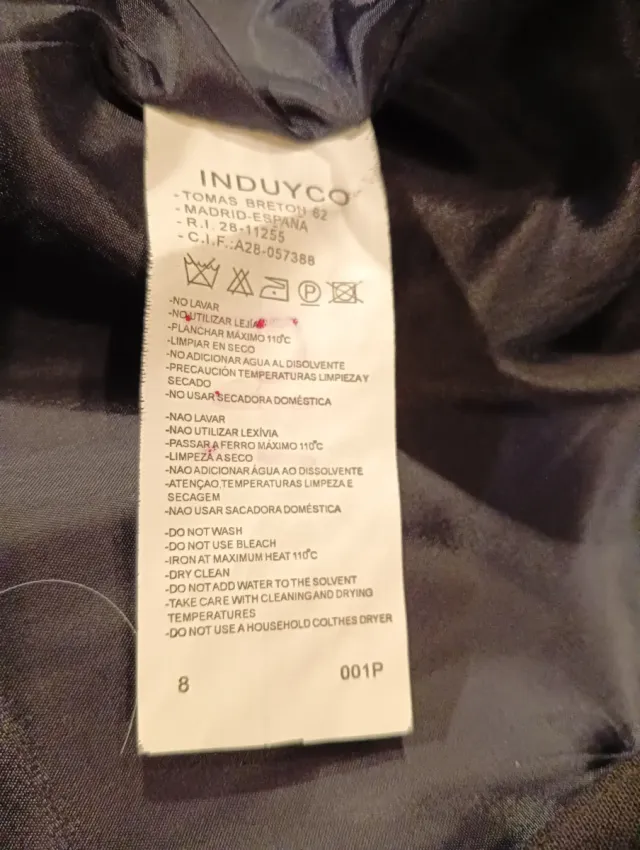 INDUYCO
-TOMAS BRETON 62
-MADRID-ESPAÑA
-R.I. 28-11255
-C.I.F.:A28-057388
P
-NO LAVAR
-NO UTILIZAR LEJÍA
-PLANCHAR MÁXIMO 110°C
-LIMPIAR EN SECO
-NO ADICIONAR AGUA AL DISOLVENTE
-PRECAUCIÓN TEMPERATURAS LIMPIEZA Y
SECADO
-NO USAR SECADORA DOMÉSTICA
-NAO LAVAR
-NAO UTILIZAR LEXÍVIA
-PASSAR A FERRO MÁXIMO 110°C
-LIMPEZA A SECO
-NAO ADICIONAR ÁGUA AO DISSOLVENTE
-ATENÇAO,TEMPERATURAS LIMPEZA E
SECAGEM
-NAO USAR SACADORA DOMÉSTICA
-DO NOT WASH
-DO NOT USE BLEACH
-IRON AT MAXIMUM HEAT 110°C
-DRY CLEAN
-DO NOT ADD WATER TO THE SOLVENT
-TAKE CARE WITH CLEANING AND DRYING
TEMPERATURES
-DO NOT USE A HOUSEHOLD COLTHES DRYER
8 001P